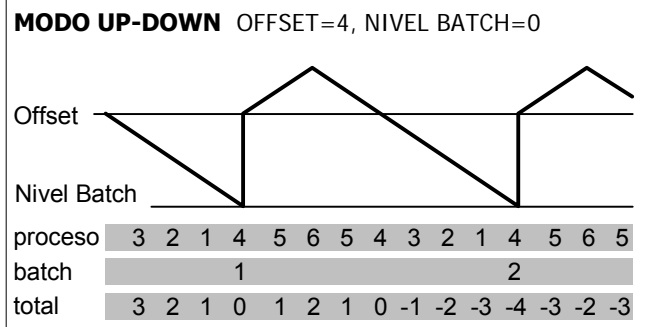 MODO UP-DOWN OFFSET=4, NIVEL BATCH=0
Offset
Nivel Batch
proceso 3 2 1 4 5 6 5 4 3 2 1 4 5 6 5
batch 1 2
total 3 2 1 0 1 2 1 0 -1 -2 -3 -4 -3 -2 -3